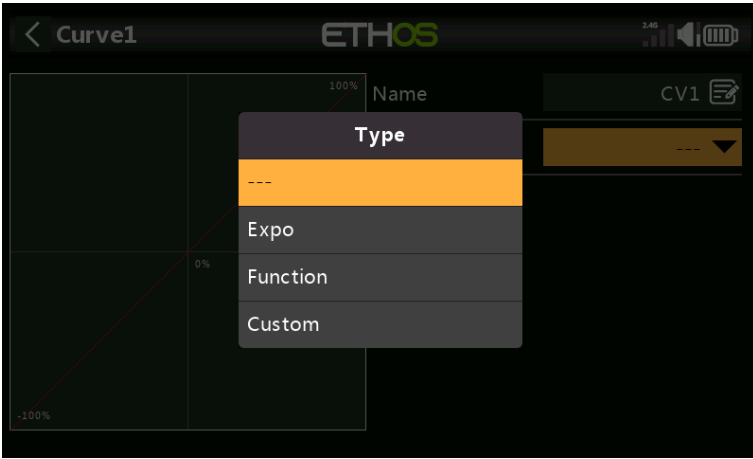 Curve1
ETHOS
2.4G
100%
Name
CV1
Type
---
---
Expo
0%
Function
Custom
-100%